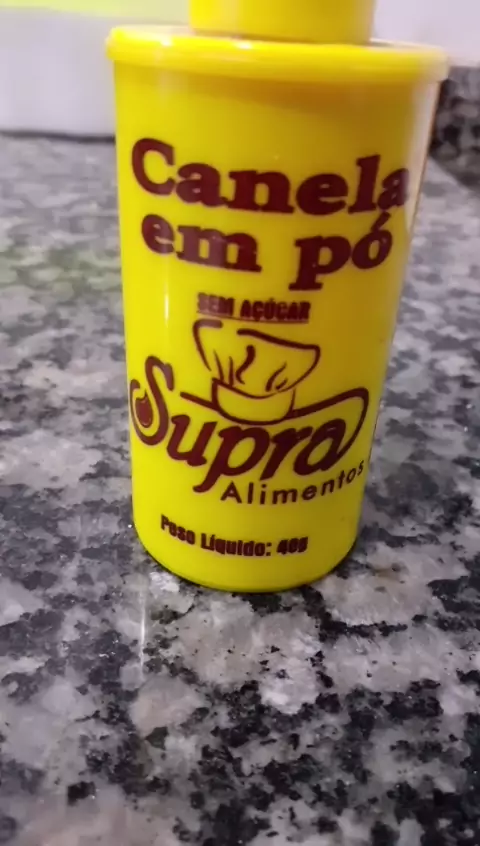 Canela
em pó
SEM AÇÚCAR
Supra
Alimentos
Peso Líquido: 40g